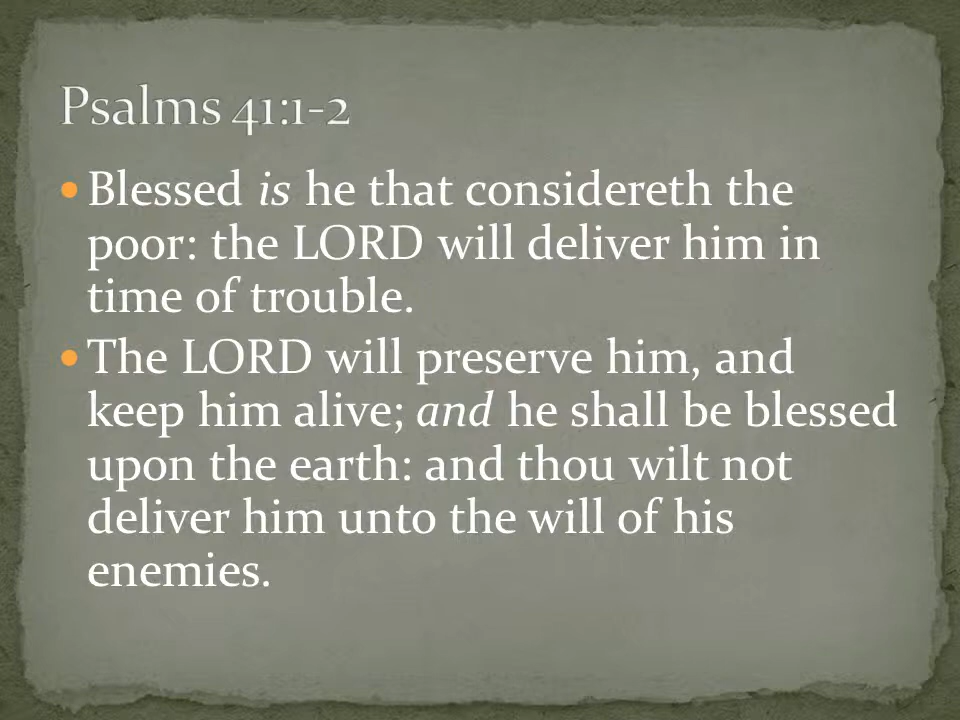 Psalms 41:1-2
• Blessed is he that considereth the
poor: the LORD will deliver him in
time of trouble.
• The LORD will preserve him, and
keep him alive; and he shall be blessed
upon the earth: and thou wilt not
deliver him unto the will of his
enemies.